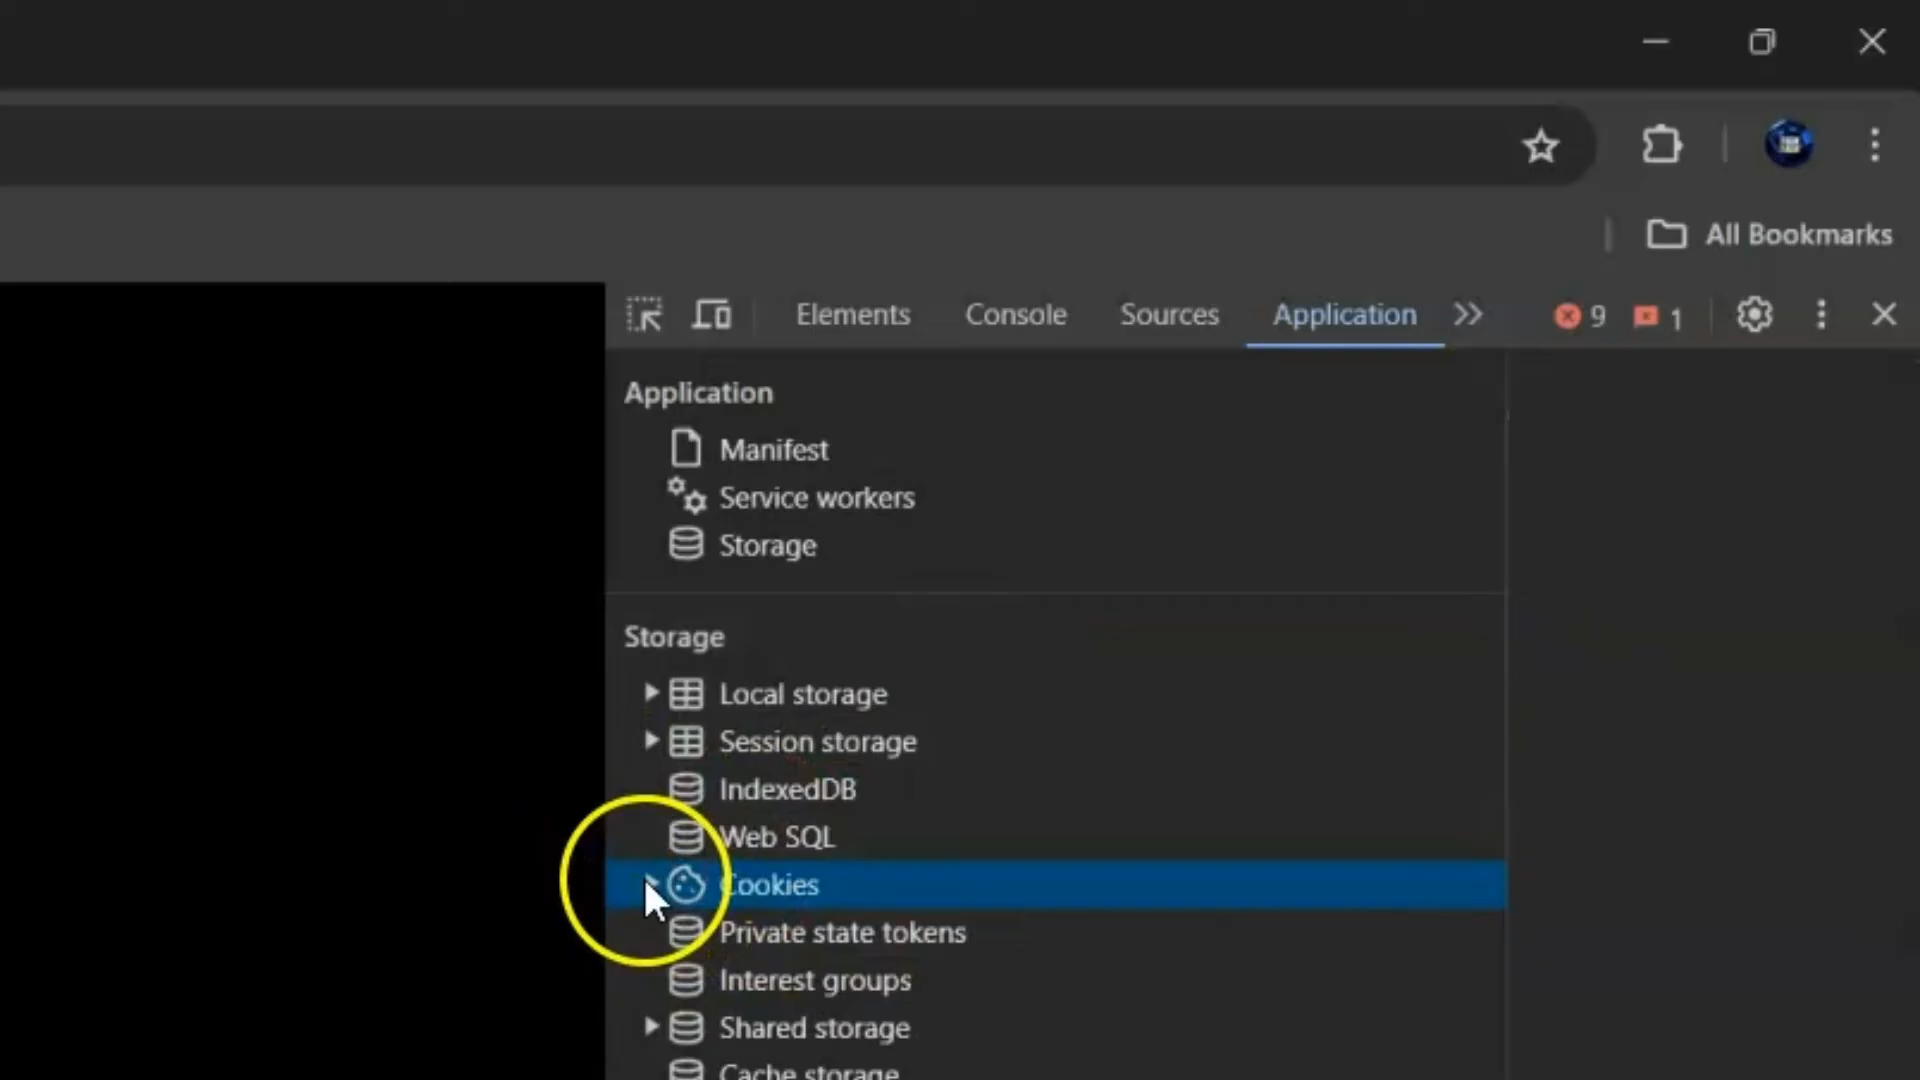 All Bookmarks
Elements Console Sources Application 9 1
Application
Manifest
Service workers
Storage
Storage
Local storage
Session storage
IndexedDB
Web SQL
Cookies
Private state tokens
Interest groups
Shared storage
Cache storage